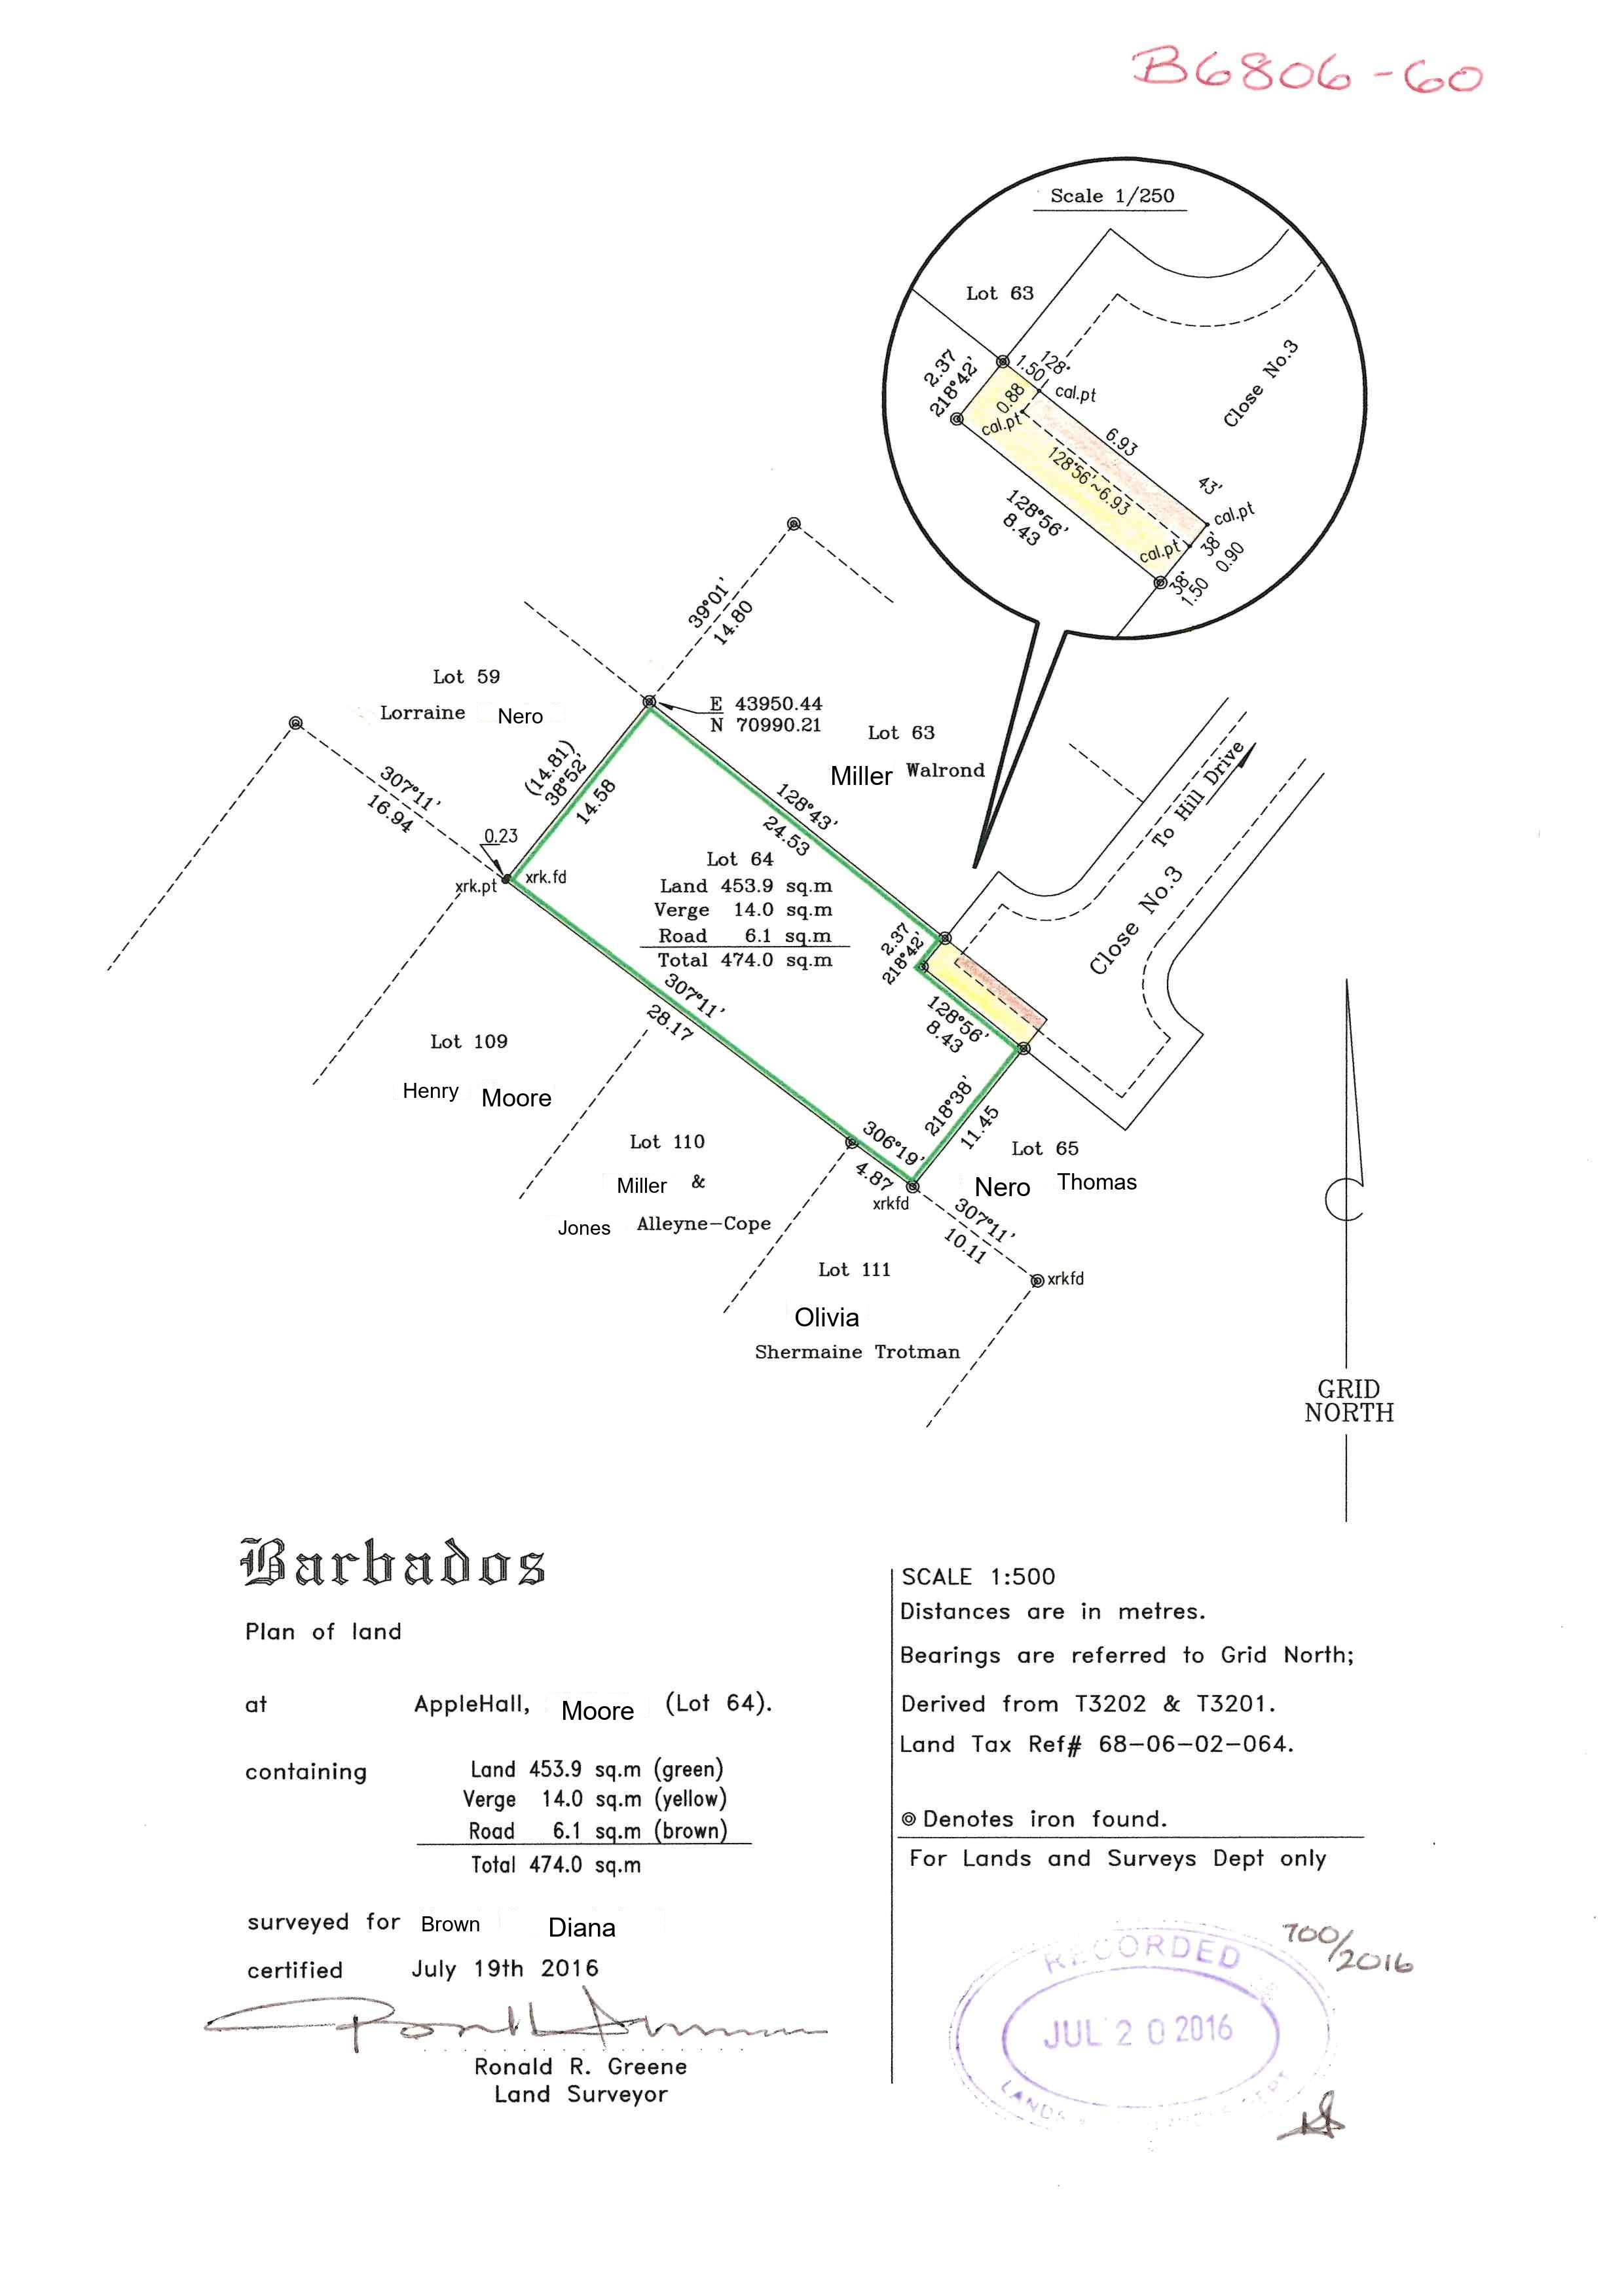 B6806-60
Scale 1/250
Lot 63
2.37
218°42'
1.50
128°
cal.pt
0.88
cal.pt
6.93
128°56'~6.93
Close No.3
43'
cal.pt
128°56'
8.43
cal.pt
38'
0.90
38°
1.50
39°01'
14.80
Lot 59
Lorraine Nero
E 43950.44
N 70990.21
Lot 63
Miller Walrond
(14.81)
38°52'
14.58
307°11'
16.94
0.23
xrk.pt
xrk.fd
128°43'
24.53
To Hill Drive
Close No.3
Lot 64
Land 453.9 sq.m
Verge 14.0 sq.m
Road 6.1 sq.m
Total 474.0 sq.m
2.37
218°42'
128°56'
8.43
307°11'
28.17
Lot 109
Henry Moore
218°38'
11.45
306°19'
4.87
xrkfd
Lot 110
Miller &
Jones Alleyne-Cope
Lot 65
Nero Thomas
307°11'
10.11
xrkfd
Lot 111
Olivia
Shermaine Trotman
GRID
NORTH
Barbados
Plan of land
at AppleHall, Moore (Lot 64).
containing Land 453.9 sq.m (green)
Verge 14.0 sq.m (yellow)
Road 6.1 sq.m (brown)
Total 474.0 sq.m
surveyed for Brown Diana
certified July 19th 2016
Ronald R. Greene
Land Surveyor
SCALE 1:500
Distances are in metres.
Bearings are referred to Grid North;
Derived from T3202 & T3201.
Land Tax Ref# 68-06-02-064.
⊚ Denotes iron found.
For Lands and Surveys Dept only
700/2016
RECORDED
JUL 20 2016
LANDS
DEPT